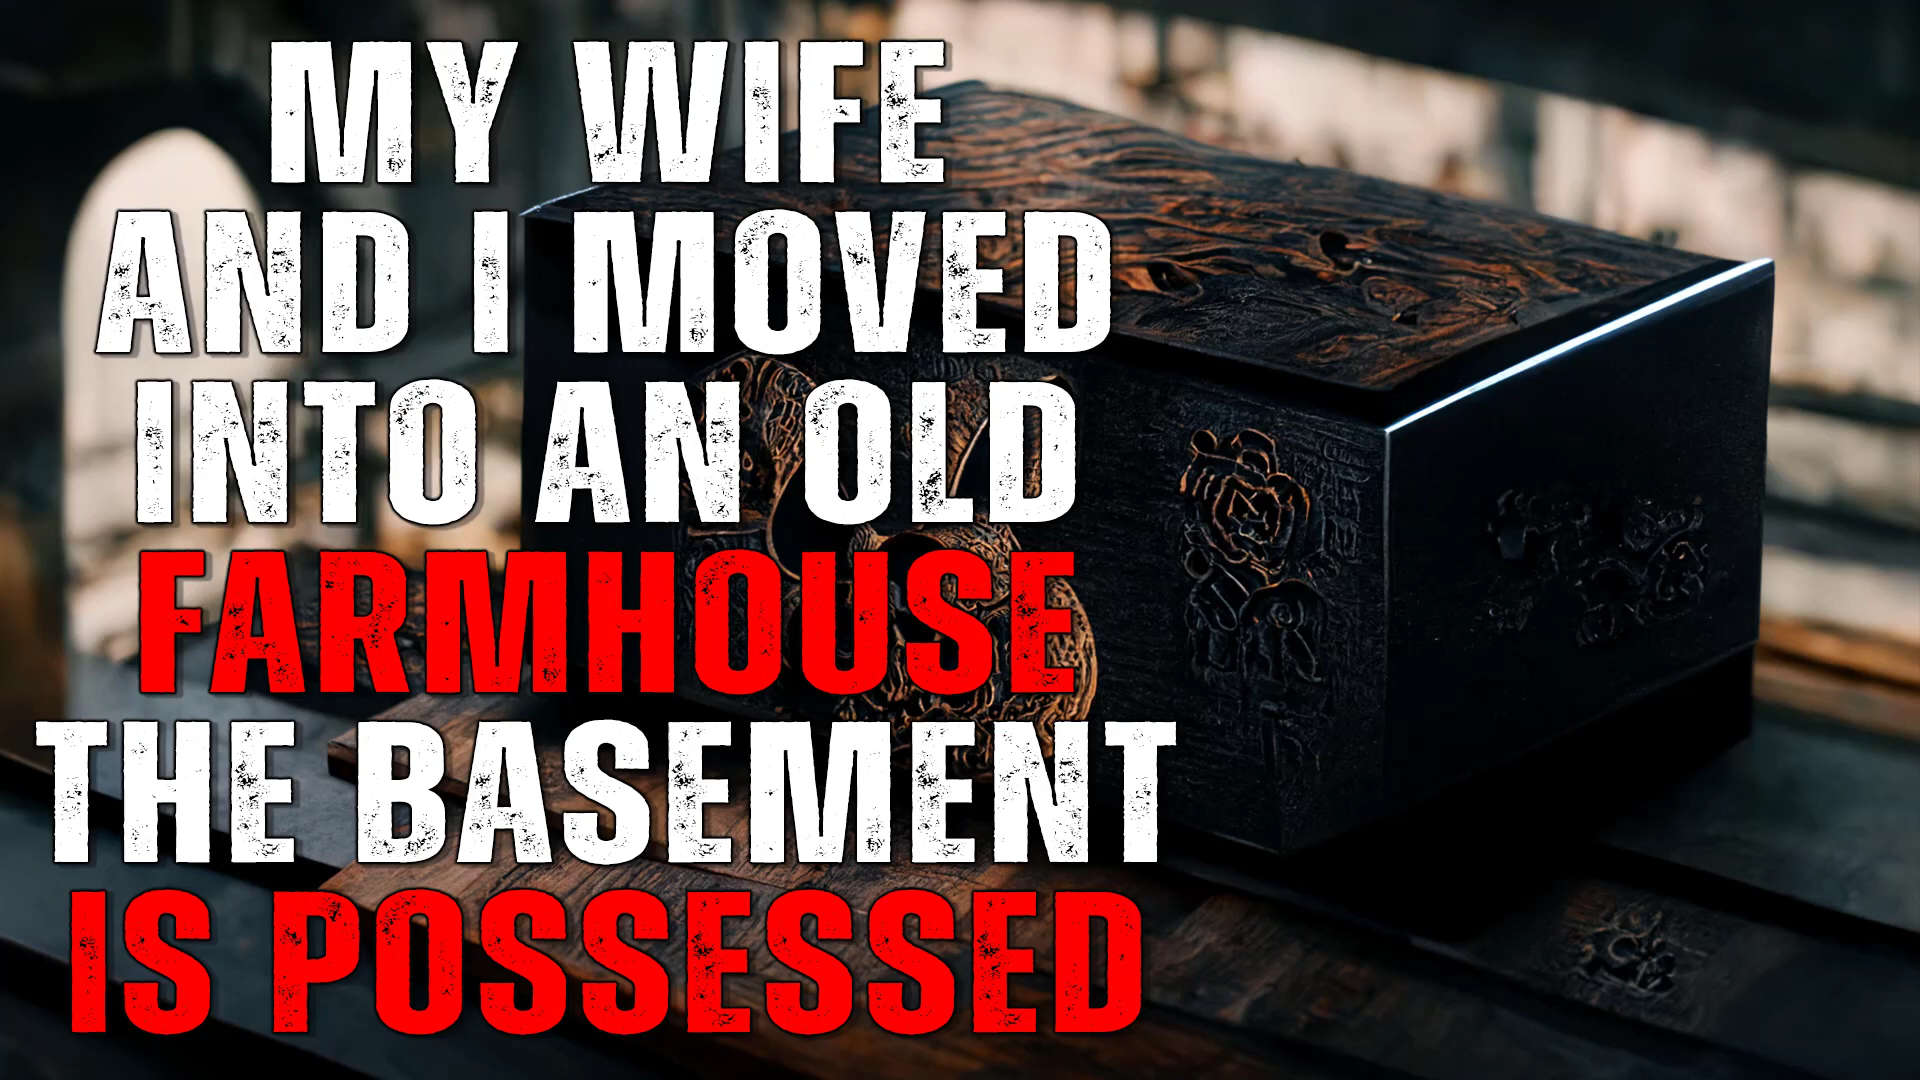 MY WIFE
AND I MOVED
INTO AN OLD
FARMHOUSE
THE BASEMENT
IS POSSESSED